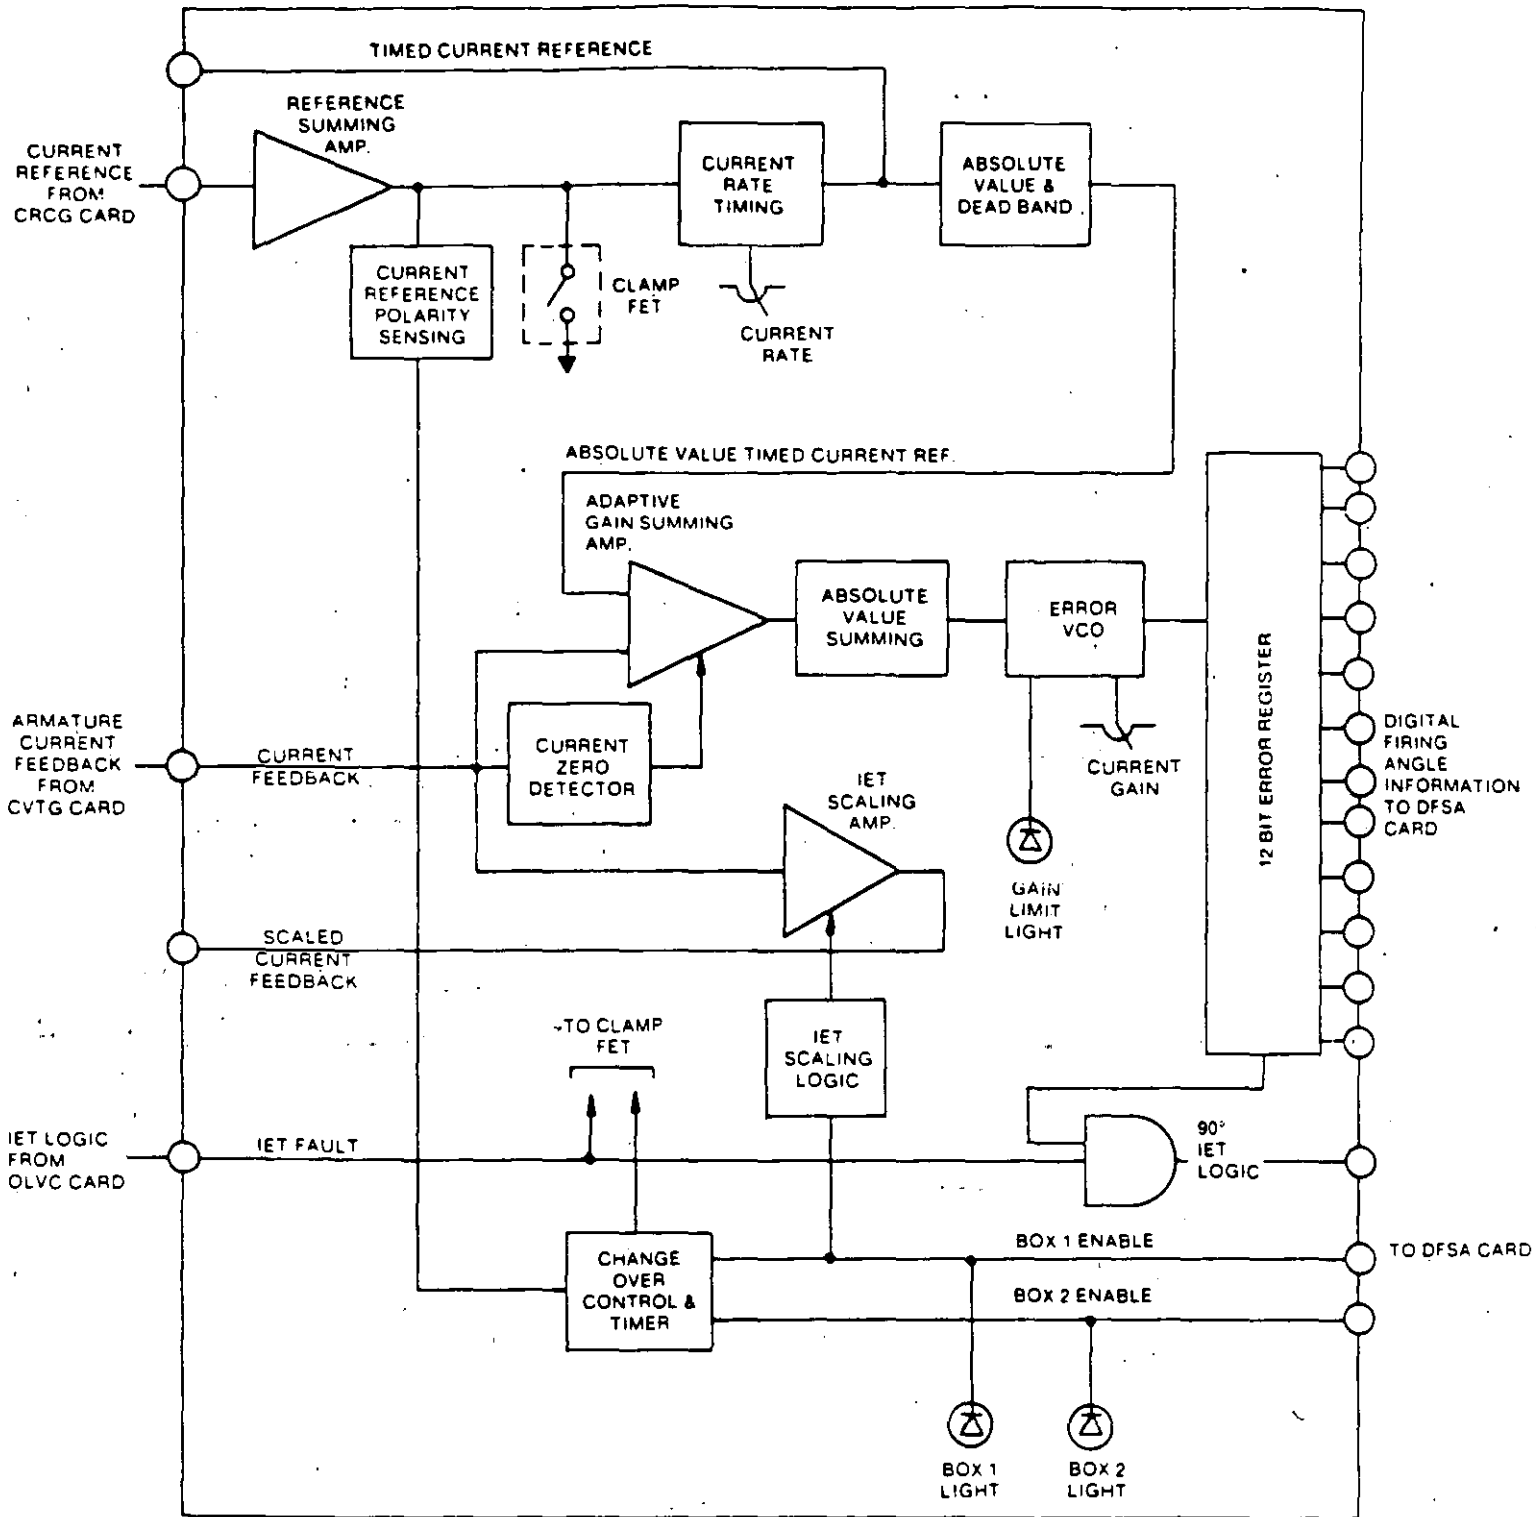 TIMED CURRENT REFERENCE
REFERENCE
SUMMING
AMP.
CURRENT
REFERENCE
FROM
CRCG CARD
CURRENT
RATE
TIMING
ABSOLUTE
VALUE &
DEAD BAND
CURRENT
REFERENCE
POLARITY
SENSING
CLAMP
FET
CURRENT
RATE
ABSOLUTE VALUE TIMED CURRENT REF.
ADAPTIVE
GAIN SUMMING
AMP.
ABSOLUTE
VALUE
SUMMING
ERROR
VCO
12 BIT ERROR REGISTER
ARMATURE
CURRENT
FEEDBACK
FROM
CVTG CARD
CURRENT
FEEDBACK
CURRENT
ZERO
DETECTOR
IET
SCALING
AMP.
CURRENT
GAIN
DIGITAL
FIRING
ANGLE
INFORMATION
TO DFSA
CARD
GAIN
LIMIT
LIGHT
SCALED
CURRENT
FEEDBACK
TO CLAMP
FET
IET
SCALING
LOGIC
IET LOGIC
FROM
OLVC CARD
IET FAULT
90°
IET
LOGIC
CHANGE
OVER
CONTROL &
TIMER
BOX 1 ENABLE
TO DFSA CARD
BOX 2 ENABLE
BOX 1
LIGHT
BOX 2
LIGHT